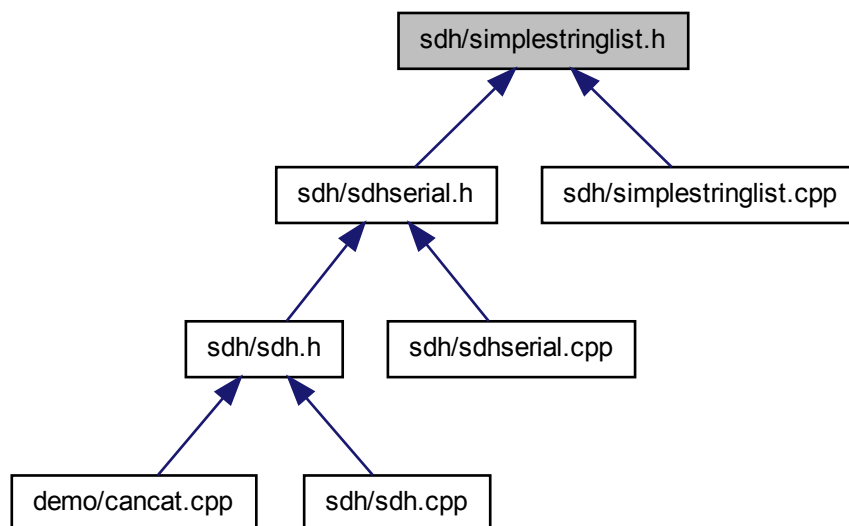 sdh/simplestringlist.h
sdh/sdhserial.h
sdh/simplestringlist.cpp
sdh/sdh.h
sdh/sdhserial.cpp
demo/cancat.cpp
sdh/sdh.cpp